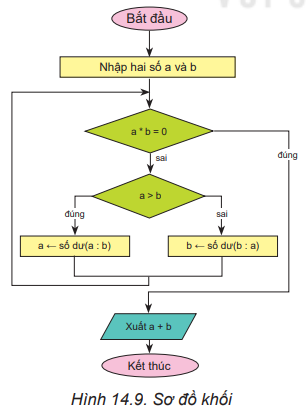 Bắt đầu
Nhập hai số a và b
a * b = 0
sai
đúng
a > b
đúng
sai
a ← số dư(a : b)
b ← số dư(b : a)
Xuất a + b
Kết thúc
Hình 14.9. Sơ đồ khối